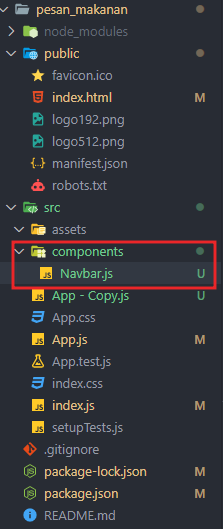 pesan_makanan
node_modules
public
favicon.ico
index.html M
logo192.png
logo512.png
manifest.json
robots.txt
src
assets
components
Navbar.js U
App - Copy.js U
App.css
App.js M
App.test.js
index.css
index.js M
setupTests.js
.gitignore
package-lock.json M
package.json M
README.md